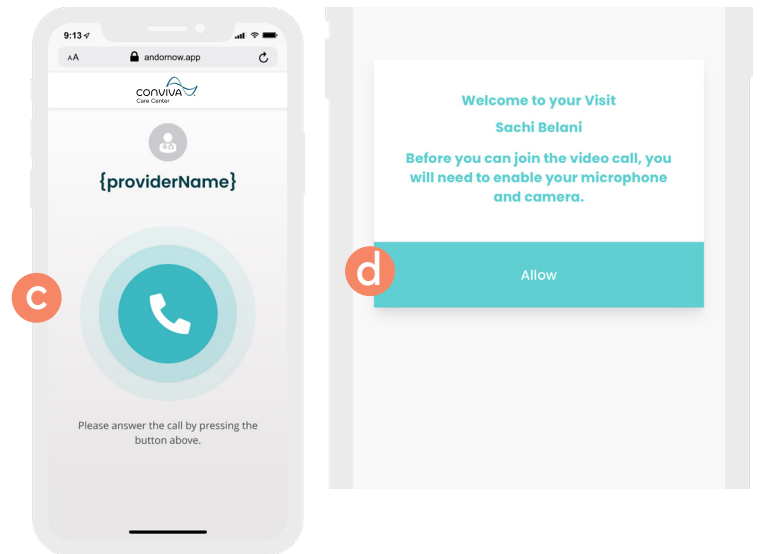 9:13
AA
andornow.app
CONVIVA
Care Center
{providerName}
c
Please answer the call by pressing the
button above.
Welcome to your Visit
Sachi Belani
Before you can join the video call, you
will need to enable your microphone
and camera.
d
Allow